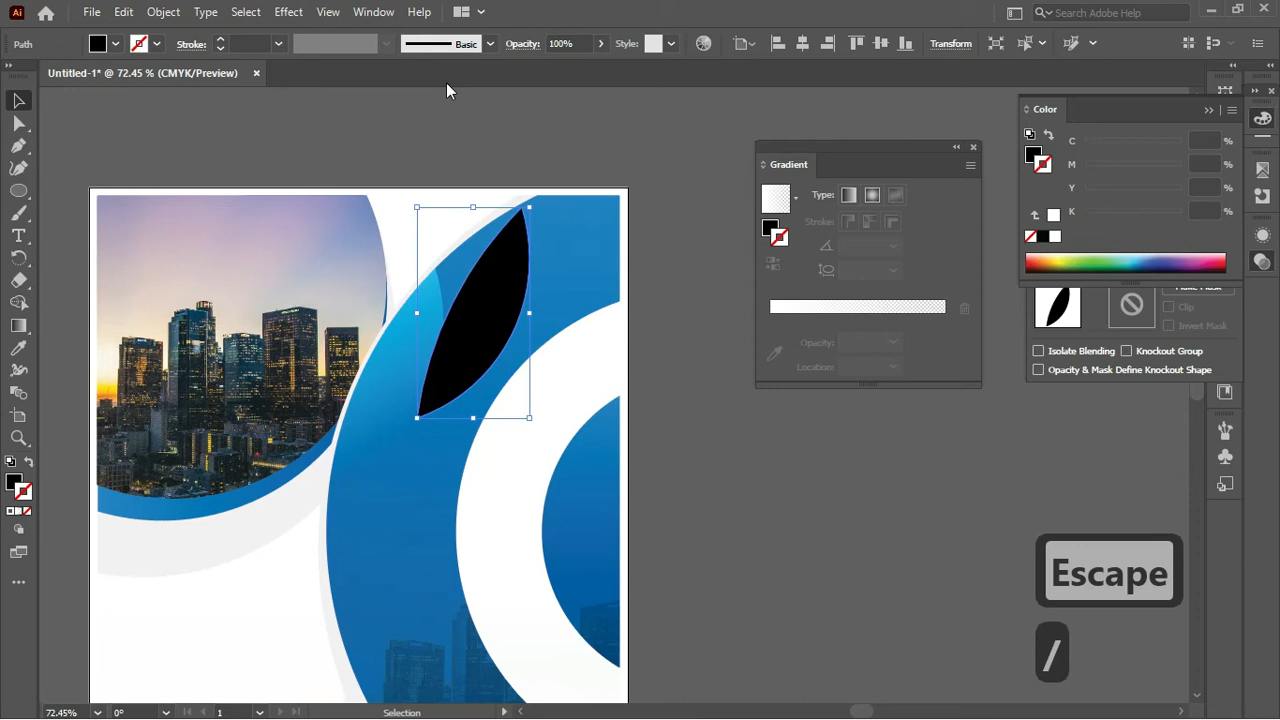 Ai File Edit Object Type Select Effect View Window Help Search Adobe Help
Path Stroke: Basic Opacity: 100% Style: Transform
Untitled-1* @ 72.45 % (CMYK/Preview)
Color
C %
M %
Y %
K %
Gradient
Type:
Stroke:
Opacity:
Location:
Make Mask
Clip
Invert Mask
Isolate Blending Knockout Group
Opacity & Mask Define Knockout Shape
Escape
/
72.45% 0° 1 Selection